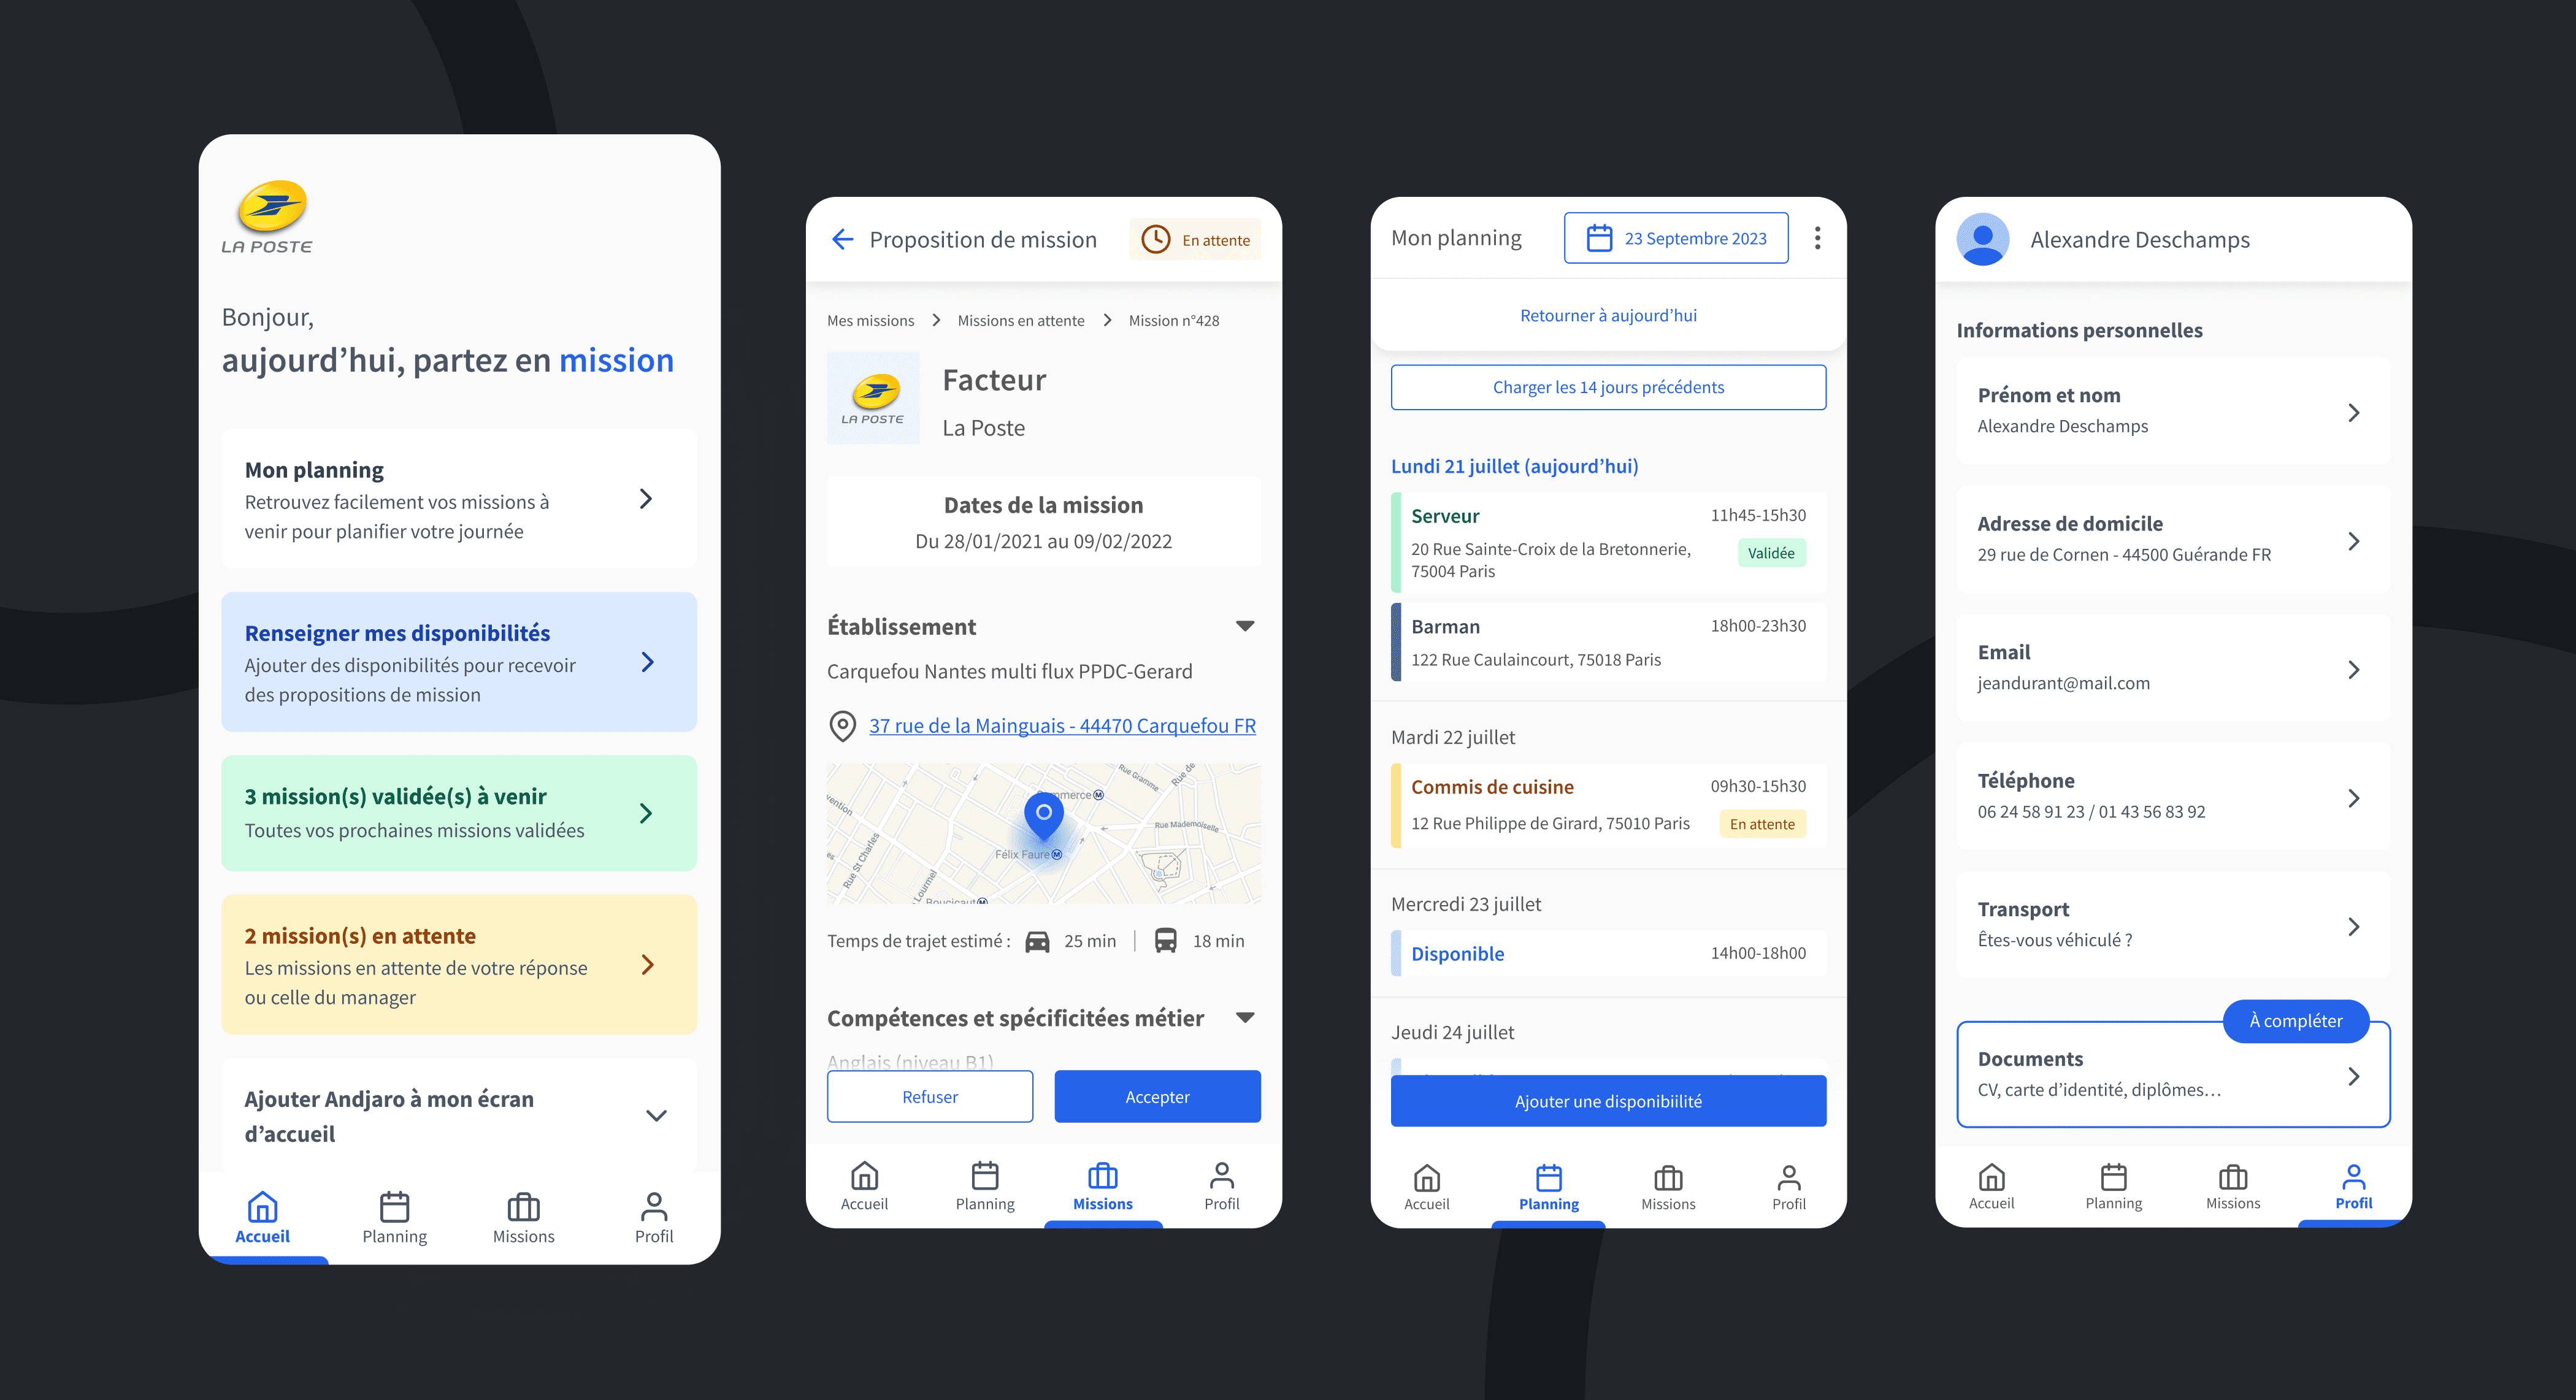 LA POSTE
Bonjour,
aujourd’hui, partez en mission
Mon planning
Retrouvez facilement vos missions à
venir pour planifier votre journée
Renseigner mes disponibilités
Ajouter des disponibilités pour recevoir
des propositions de mission
3 mission(s) validée(s) à venir
Toutes vos prochaines missions validées
2 mission(s) en attente
Les missions en attente de votre réponse
ou celle du manager
Ajouter Andjaro à mon écran
d’accueil
Accueil
Planning
Missions
Profil
Proposition de mission
En attente
Mes missions
Missions en attente
Mission n°428
LA POSTE
Facteur
La Poste
Dates de la mission
Du 28/01/2021 au 09/02/2022
Établissement
Carquefou Nantes multi flux PPDC-Gerard
37 rue de la Mainguais - 44470 Carquefou FR
Rue Gramme
Rue de
Rue Mademoiselle
Félix Faure
Rue St Charles
Lourmel
Boucicaut
Temps de trajet estimé :
25 min
18 min
Compétences et spécificitées métier
Anglais (niveau B1)
Refuser
Accepter
Accueil
Planning
Missions
Profil
Mon planning
23 Septembre 2023
Retourner à aujourd’hui
Charger les 14 jours précédents
Lundi 21 juillet (aujourd’hui)
Serveur
11h45-15h30
20 Rue Sainte-Croix de la Bretonnerie,
75004 Paris
Validée
Barman
18h00-23h30
122 Rue Caulaincourt, 75018 Paris
Mardi 22 juillet
Commis de cuisine
09h30-15h30
12 Rue Philippe de Girard, 75010 Paris
En attente
Mercredi 23 juillet
Disponible
14h00-18h00
Jeudi 24 juillet
Ajouter une disponibiilité
Accueil
Planning
Missions
Profil
Alexandre Deschamps
Informations personnelles
Prénom et nom
Alexandre Deschamps
Adresse de domicile
29 rue de Cornen - 44500 Guérande FR
Email
jeandurant@mail.com
Téléphone
06 24 58 91 23 / 01 43 56 83 92
Transport
Êtes-vous véhiculé ?
À compléter
Documents
CV, carte d’identité, diplômes…
Accueil
Planning
Missions
Profil